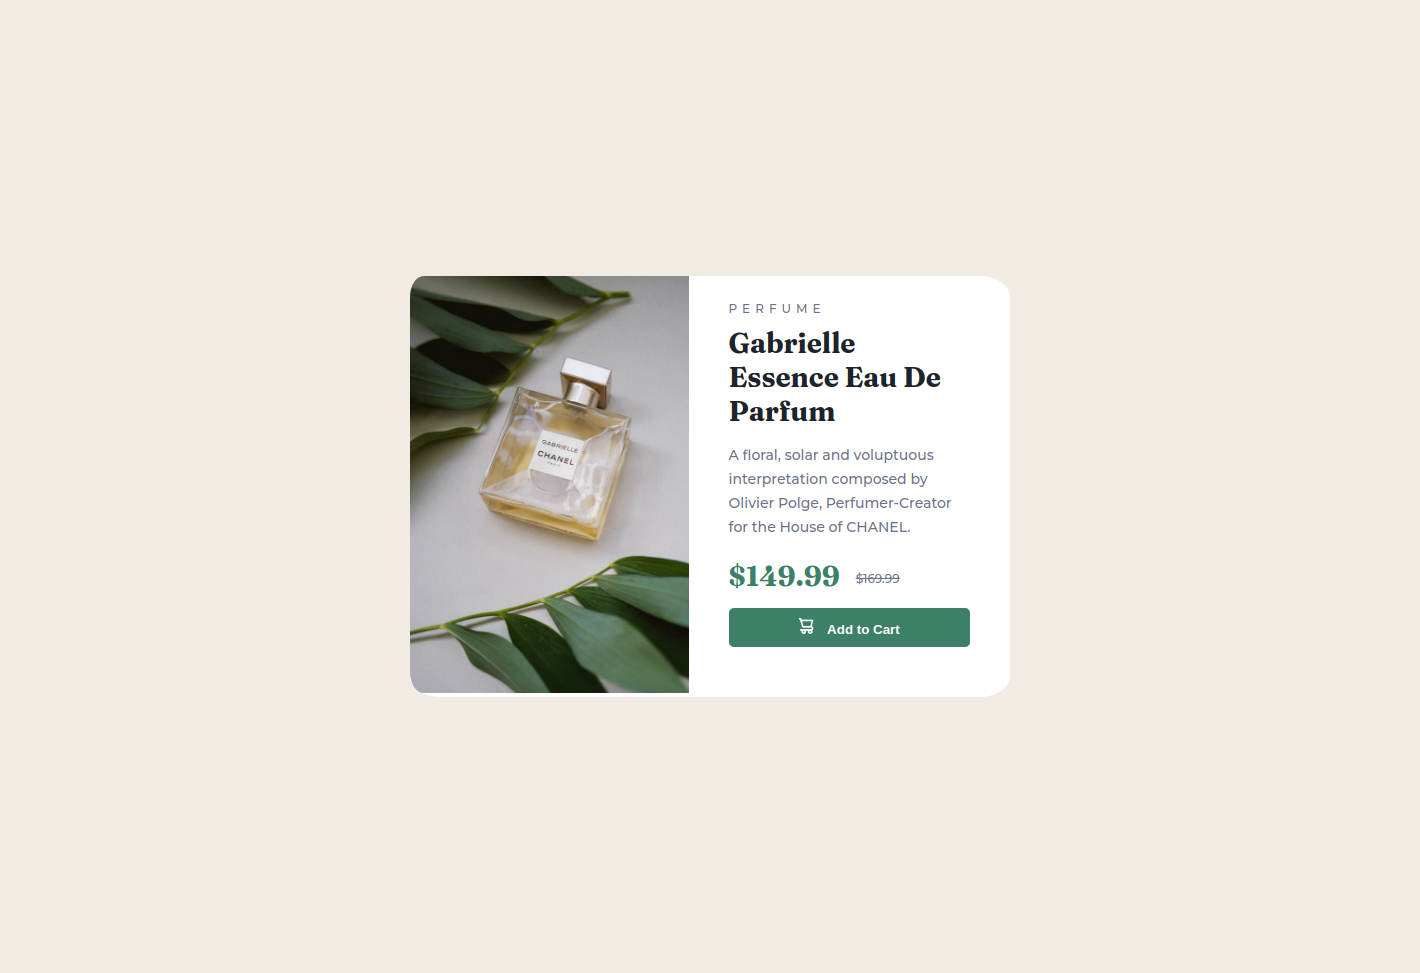 GABRIELLE
CHANEL
PARIS
PERFUME
Gabrielle
Essence Eau De
Parfum
A floral, solar and voluptuous
interpretation composed by
Olivier Polge, Perfumer-Creator
for the House of CHANEL.
$149.99 $169.99
Add to Cart